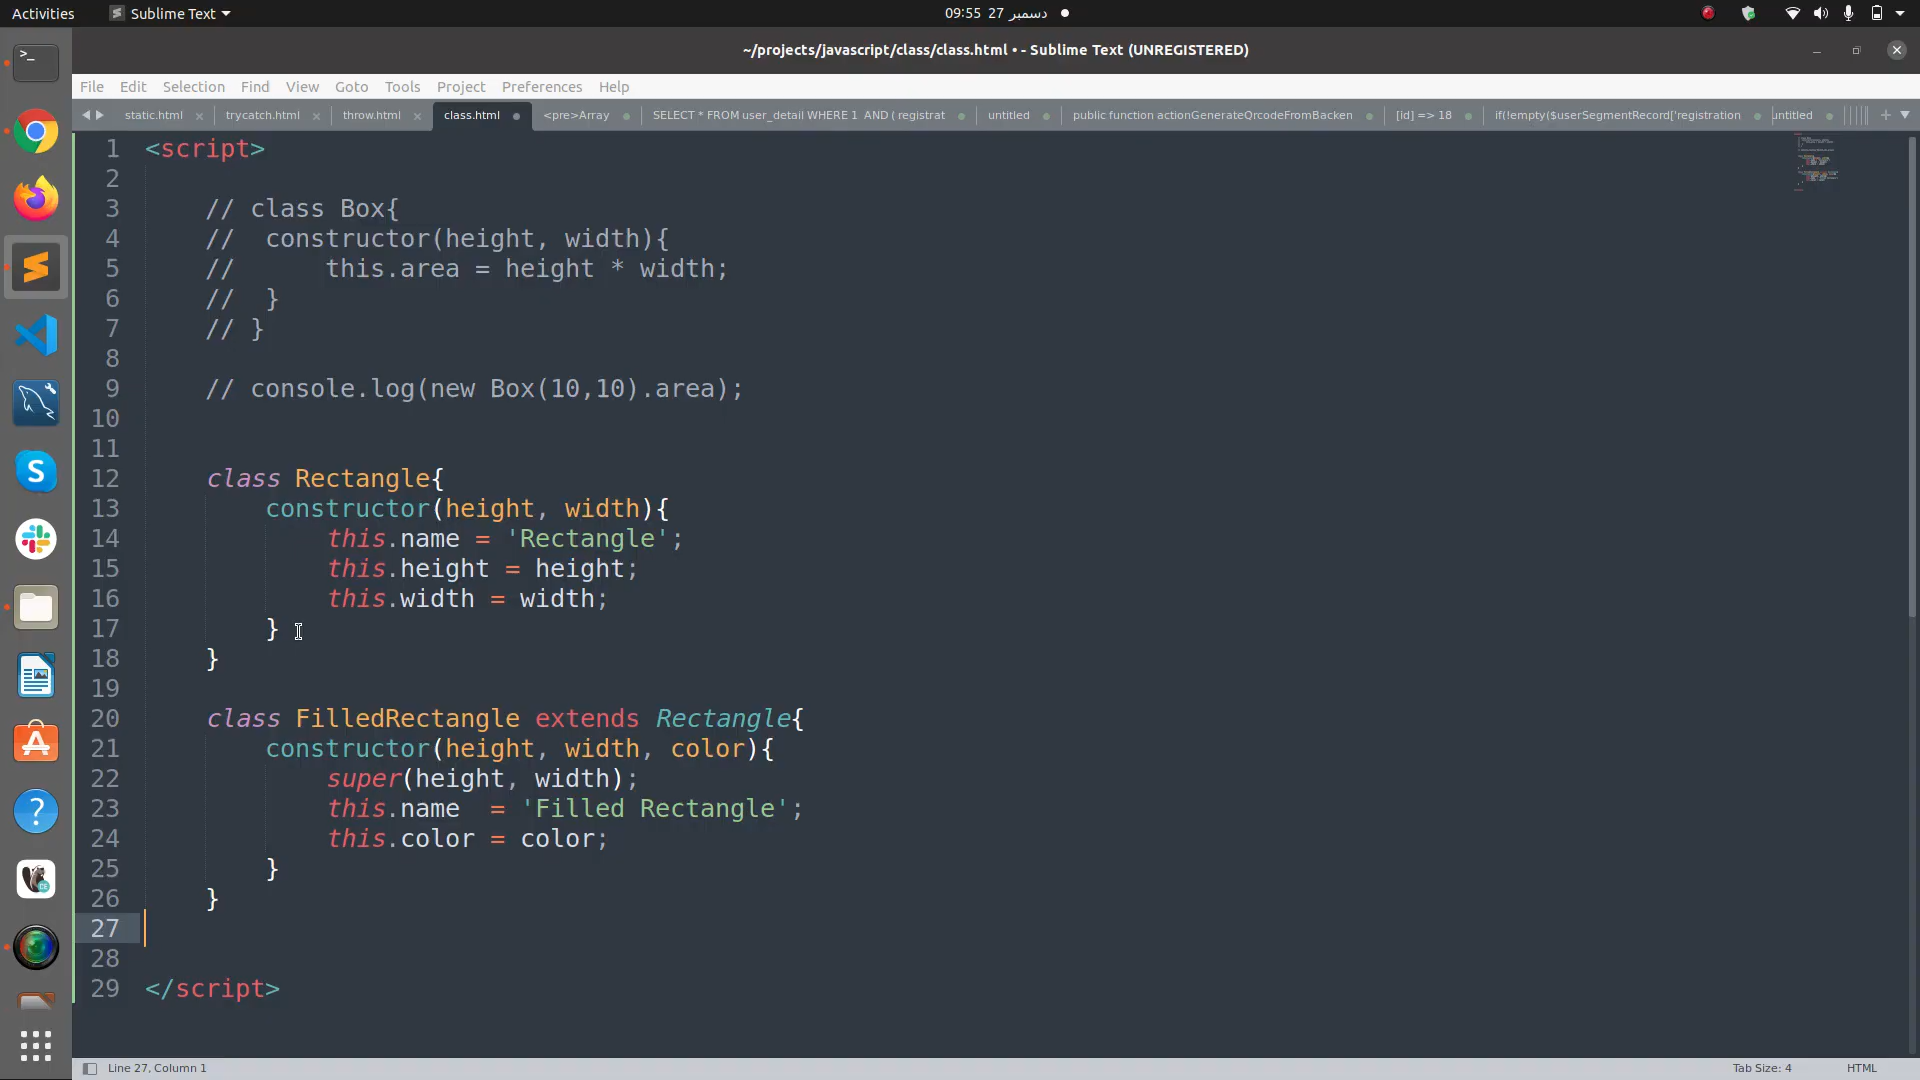 Activities Sublime Text 09:55 27 دسمبر
~/projects/javascript/class/class.html • - Sublime Text (UNREGISTERED)
File Edit Selection Find View Goto Tools Project Preferences Help
static.html trycatch.html throw.html class.html <pre>Array SELECT * FROM user_detail WHERE 1 AND ( registrat untitled public function actionGenerateQrcodeFromBacken [id] => 18 if(!empty($userSegmentRecord['registration untitled
1 <script>
2
3 // class Box{
4 // constructor(height, width){
5 // this.area = height * width;
6 // }
7 // }
8
9 // console.log(new Box(10,10).area);
10
11
12 class Rectangle{
13 constructor(height, width){
14 this.name = 'Rectangle';
15 this.height = height;
16 this.width = width;
17 }
18 }
19
20 class FilledRectangle extends Rectangle{
21 constructor(height, width, color){
22 super(height, width);
23 this.name  = 'Filled Rectangle';
24 this.color = color;
25 }
26 }
27
28
29 </script>
Line 27, Column 1 Tab Size: 4 HTML